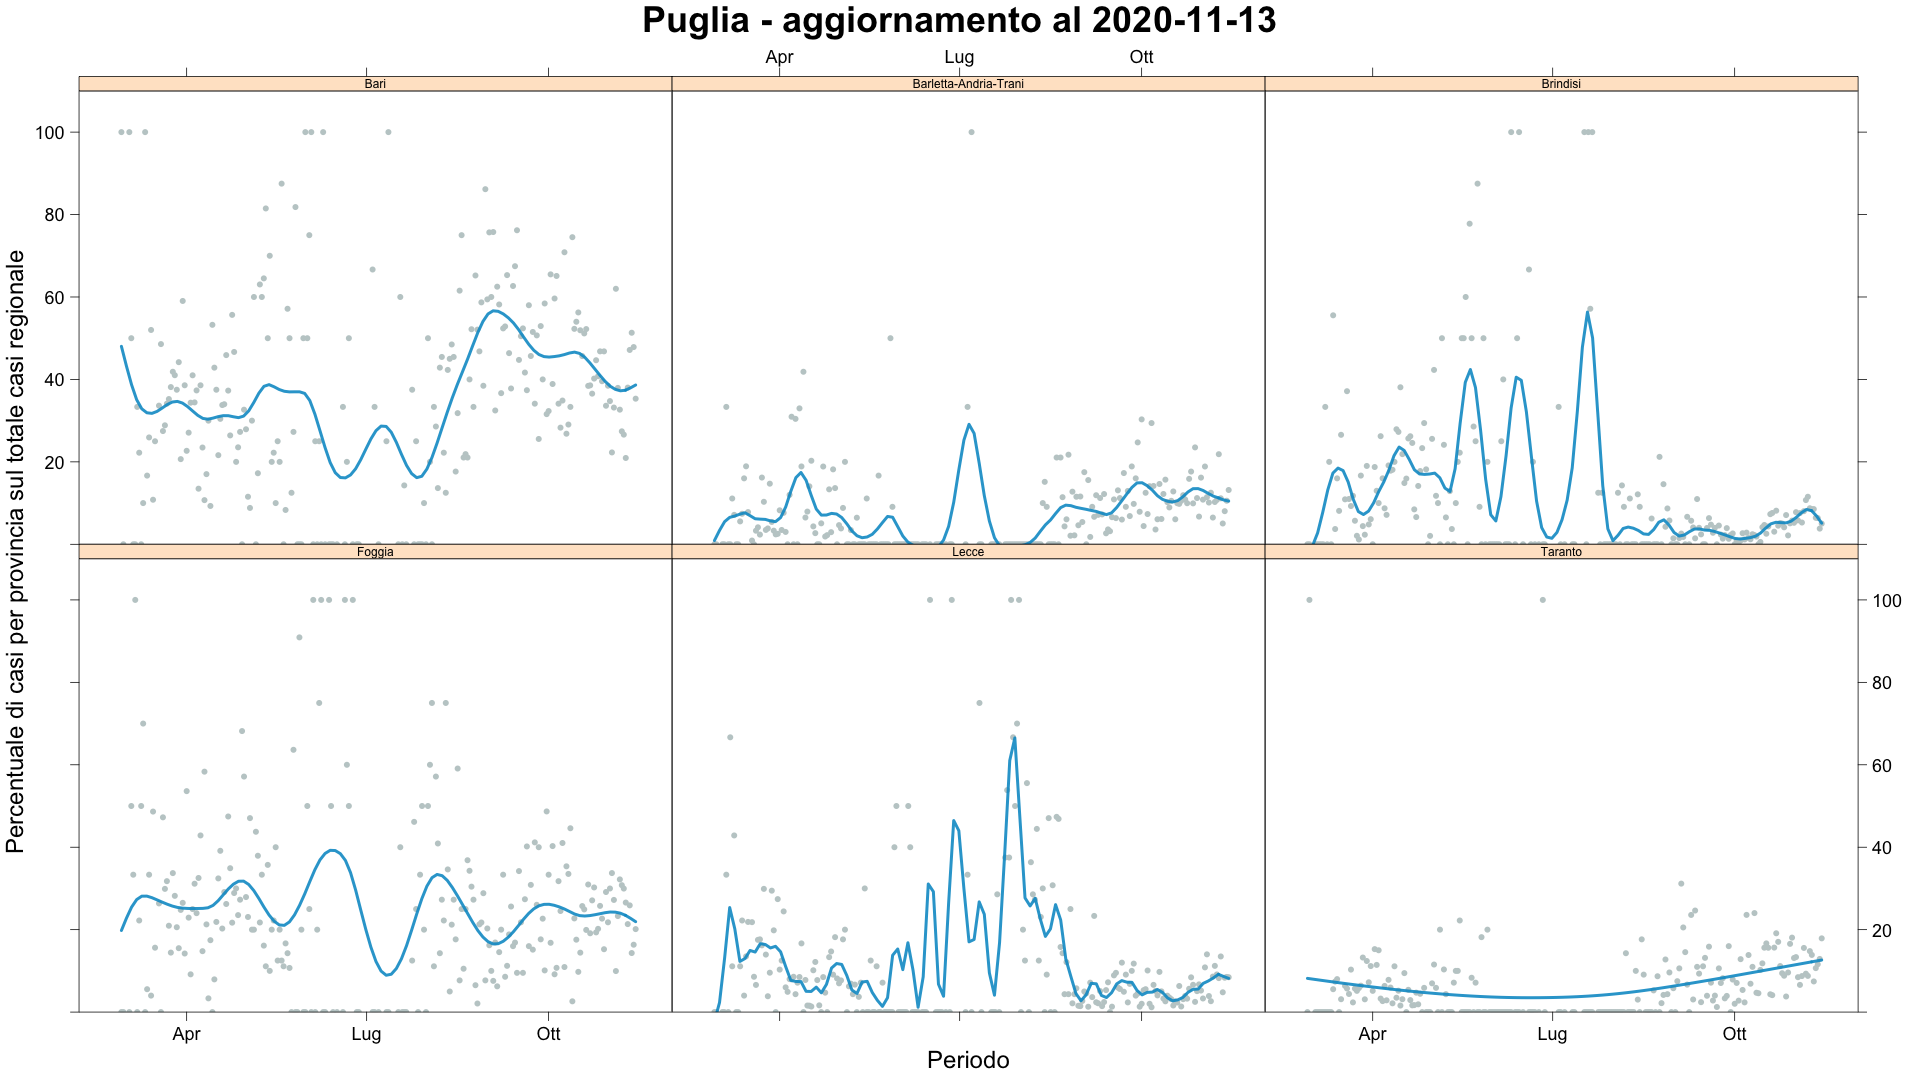 Puglia - aggiornamento al 2020-11-13
Apr Lug Ott
Bari Barletta-Andria-Trani Brindisi
100
80
60
40
20
Foggia Lecce Taranto
100
80
60
40
20
Apr Lug Ott Apr Lug Ott
Periodo
Percentuale di casi per provincia sul totale casi regionale